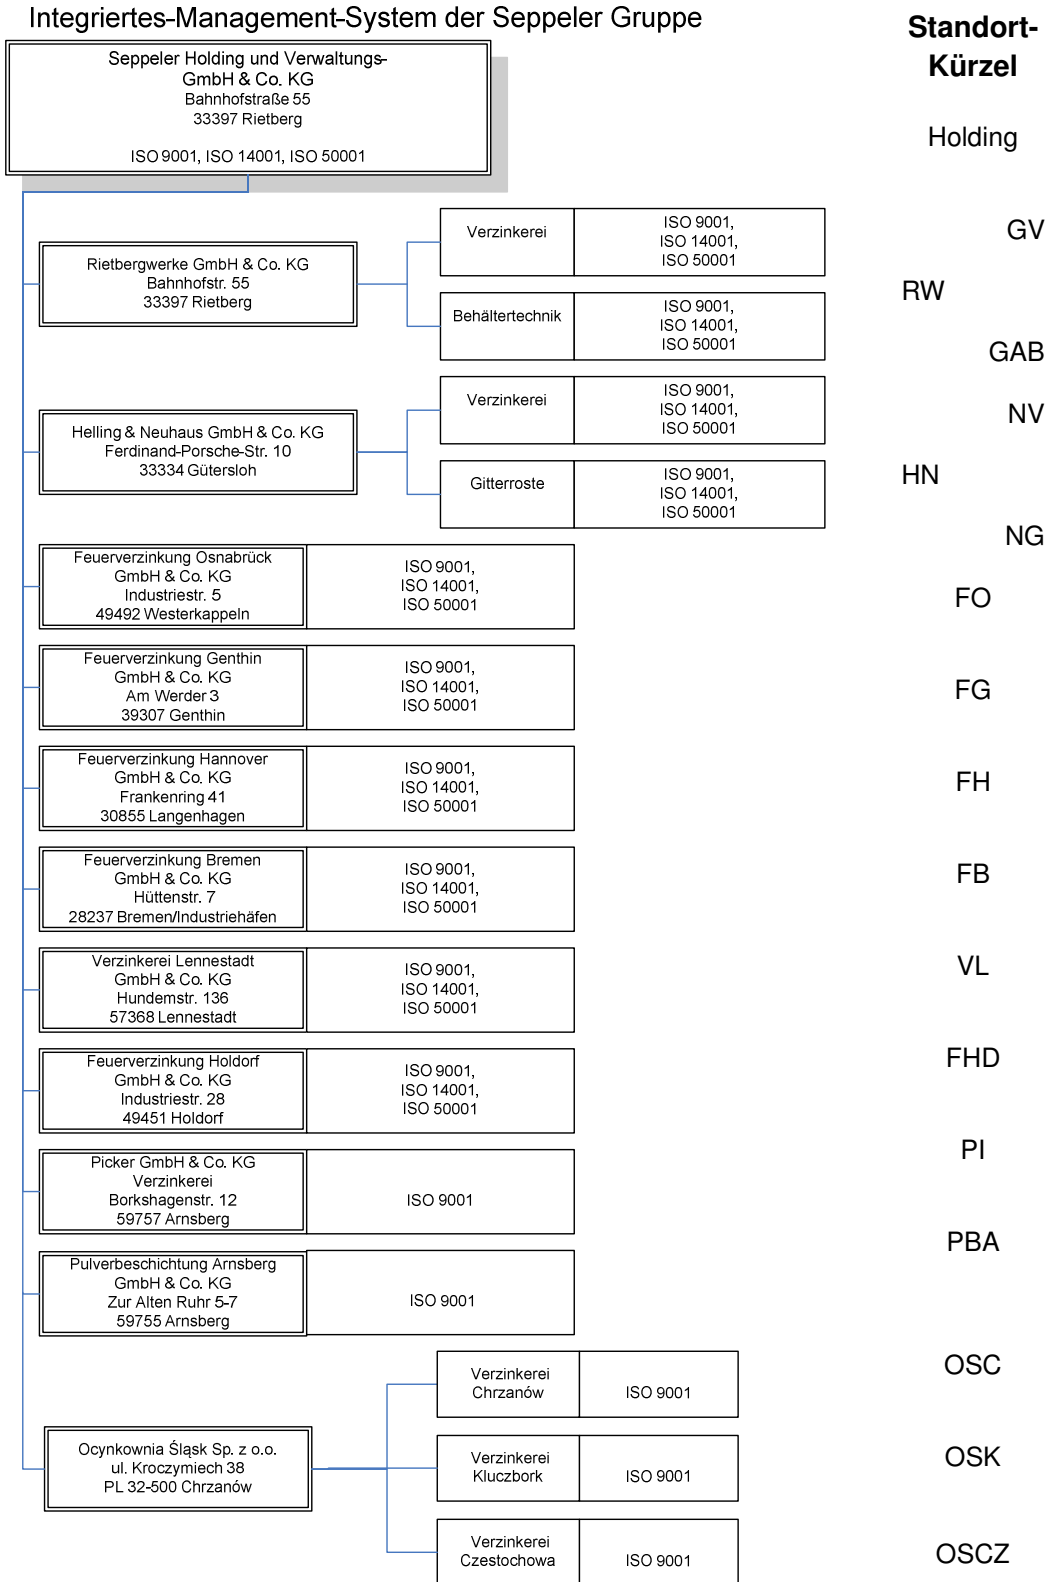 Integriertes-Management-System der Seppeler Gruppe
Standort-
Kürzel
Seppeler Holding und Verwaltungs-
GmbH & Co. KG
Bahnhofstraße 55
33397 Rietberg
ISO 9001, ISO 14001, ISO 50001
Holding
Rietbergwerke GmbH & Co. KG
Bahnhofstr. 55
33397 Rietberg
RW
Verzinkerei
ISO 9001,
ISO 14001,
ISO 50001
GV
Behältertechnik
ISO 9001,
ISO 14001,
ISO 50001
GAB
Helling & Neuhaus GmbH & Co. KG
Ferdinand-Porsche-Str. 10
33334 Gütersloh
HN
Verzinkerei
ISO 9001,
ISO 14001,
ISO 50001
NV
Gitterroste
ISO 9001,
ISO 14001,
ISO 50001
NG
Feuerverzinkung Osnabrück
GmbH & Co. KG
Industriestr. 5
49492 Westerkappeln
ISO 9001,
ISO 14001,
ISO 50001
FO
Feuerverzinkung Genthin
GmbH & Co. KG
Am Werder 3
39307 Genthin
ISO 9001,
ISO 14001,
ISO 50001
FG
Feuerverzinkung Hannover
GmbH & Co. KG
Frankenring 41
30855 Langenhagen
ISO 9001,
ISO 14001,
ISO 50001
FH
Feuerverzinkung Bremen
GmbH & Co. KG
Hüttenstr. 7
28237 Bremen/Industriehäfen
ISO 9001,
ISO 14001,
ISO 50001
FB
Verzinkerei Lennestadt
GmbH & Co. KG
Hundemstr. 136
57368 Lennestadt
ISO 9001,
ISO 14001,
ISO 50001
VL
Feuerverzinkung Holdorf
GmbH & Co. KG
Industriestr. 28
49451 Holdorf
ISO 9001,
ISO 14001,
ISO 50001
FHD
Picker GmbH & Co. KG
Verzinkerei
Borkshagenstr. 12
59757 Arnsberg
ISO 9001
PI
Pulverbeschichtung Arnsberg
GmbH & Co. KG
Zur Alten Ruhr 5-7
59755 Arnsberg
ISO 9001
PBA
Ocynkownia Śląsk Sp. z o.o.
ul. Kroczymiech 38
PL 32-500 Chrzanów
Verzinkerei
Chrzanów
ISO 9001
OSC
Verzinkerei
Kluczbork
ISO 9001
OSK
Verzinkerei
Czestochowa
ISO 9001
OSCZ